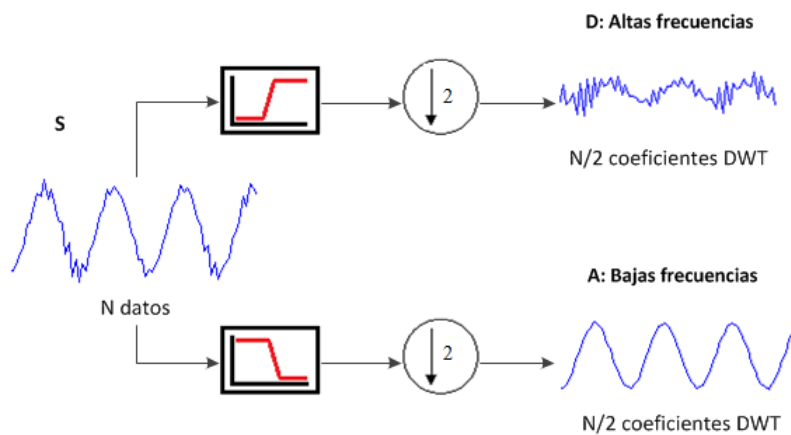 D: Altas frecuencias
2
S
N/2 coeficientes DWT
A: Bajas frecuencias
N datos
2
N/2 coeficientes DWT